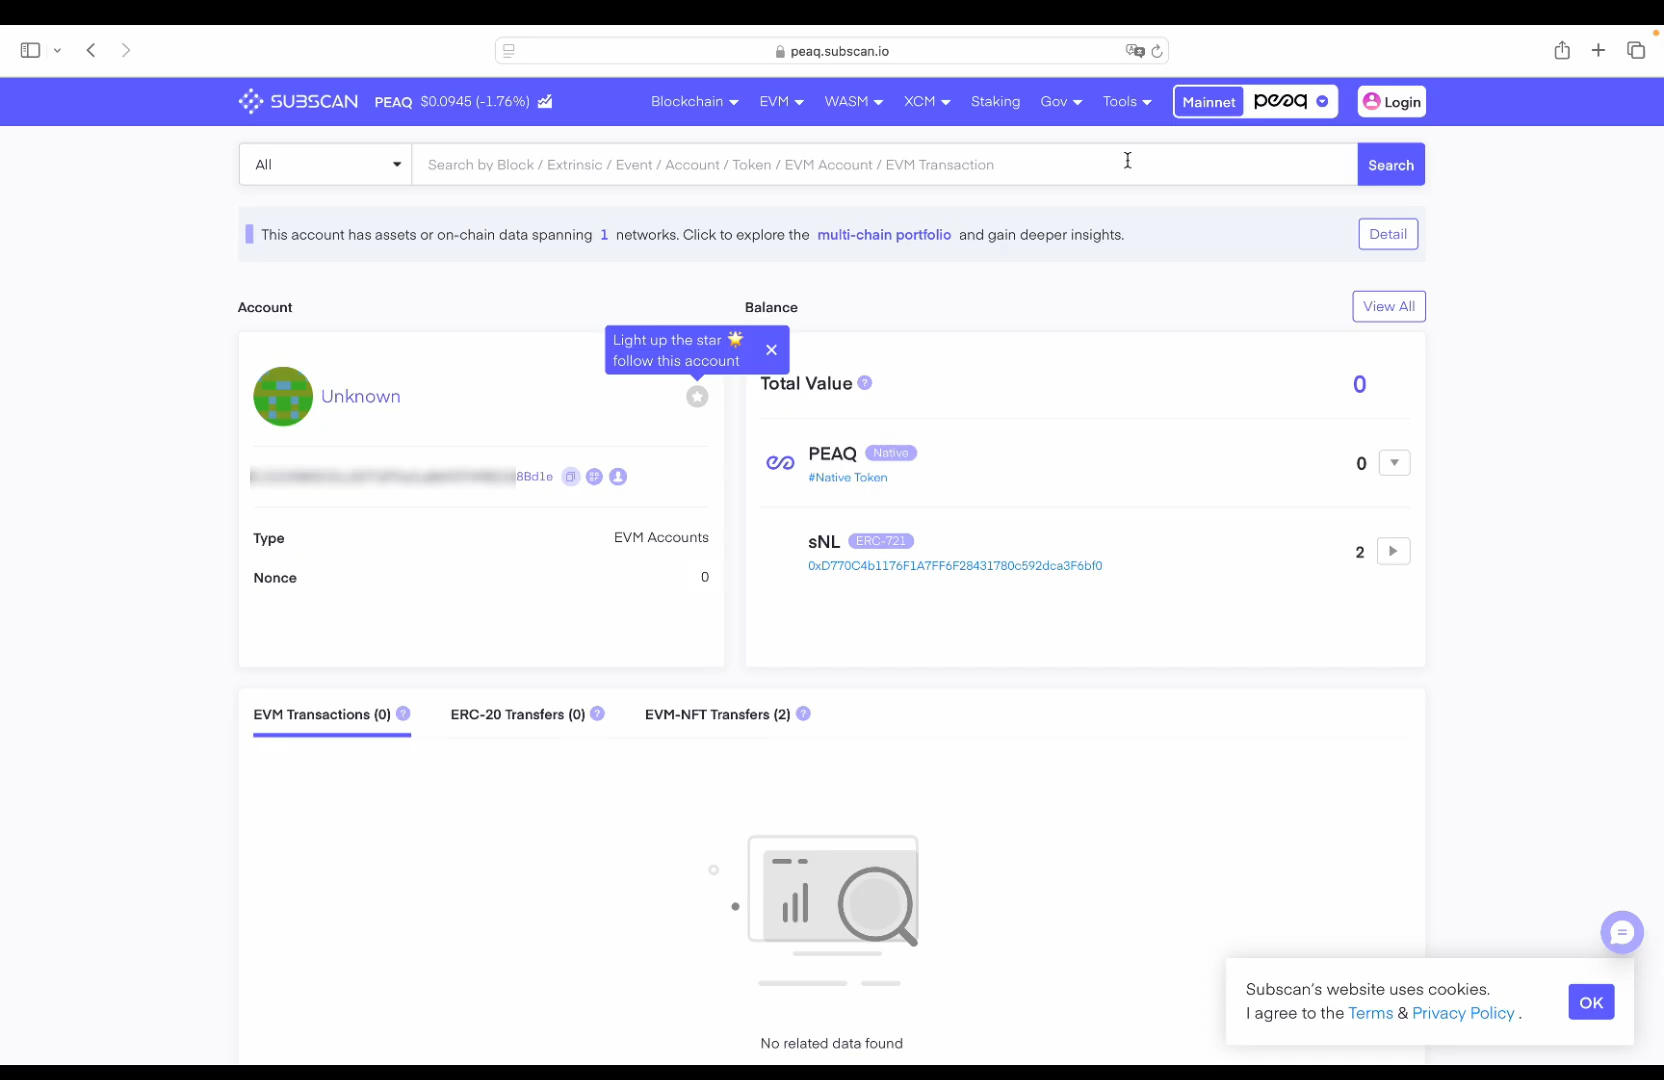 peaq.subscan.io
SUBSCAN PEAQ $0.0945 (-1.76%) Blockchain EVM WASM XCM Staking Gov Tools Mainnet peaq Login
All Search by Block / Extrinsic / Event / Account / Token / EVM Account / EVM Transaction Search
This account has assets or on-chain data spanning 1 networks. Click to explore the multi-chain portfolio and gain deeper insights. Detail
Account
Balance View All
Light up the star 🌟
follow this account
Unknown
8Bd1e
Type EVM Accounts
Nonce 0
Total Value 0
PEAQ Native 0
#Native Token
sNL ERC-721 2
0xD770C4b1176F1A7FF6F28431780c592dca3F6bf0
EVM Transactions (0) ERC-20 Transfers (0) EVM-NFT Transfers (2)
No related data found
Subscan's website uses cookies.
I agree to the Terms & Privacy Policy .
OK